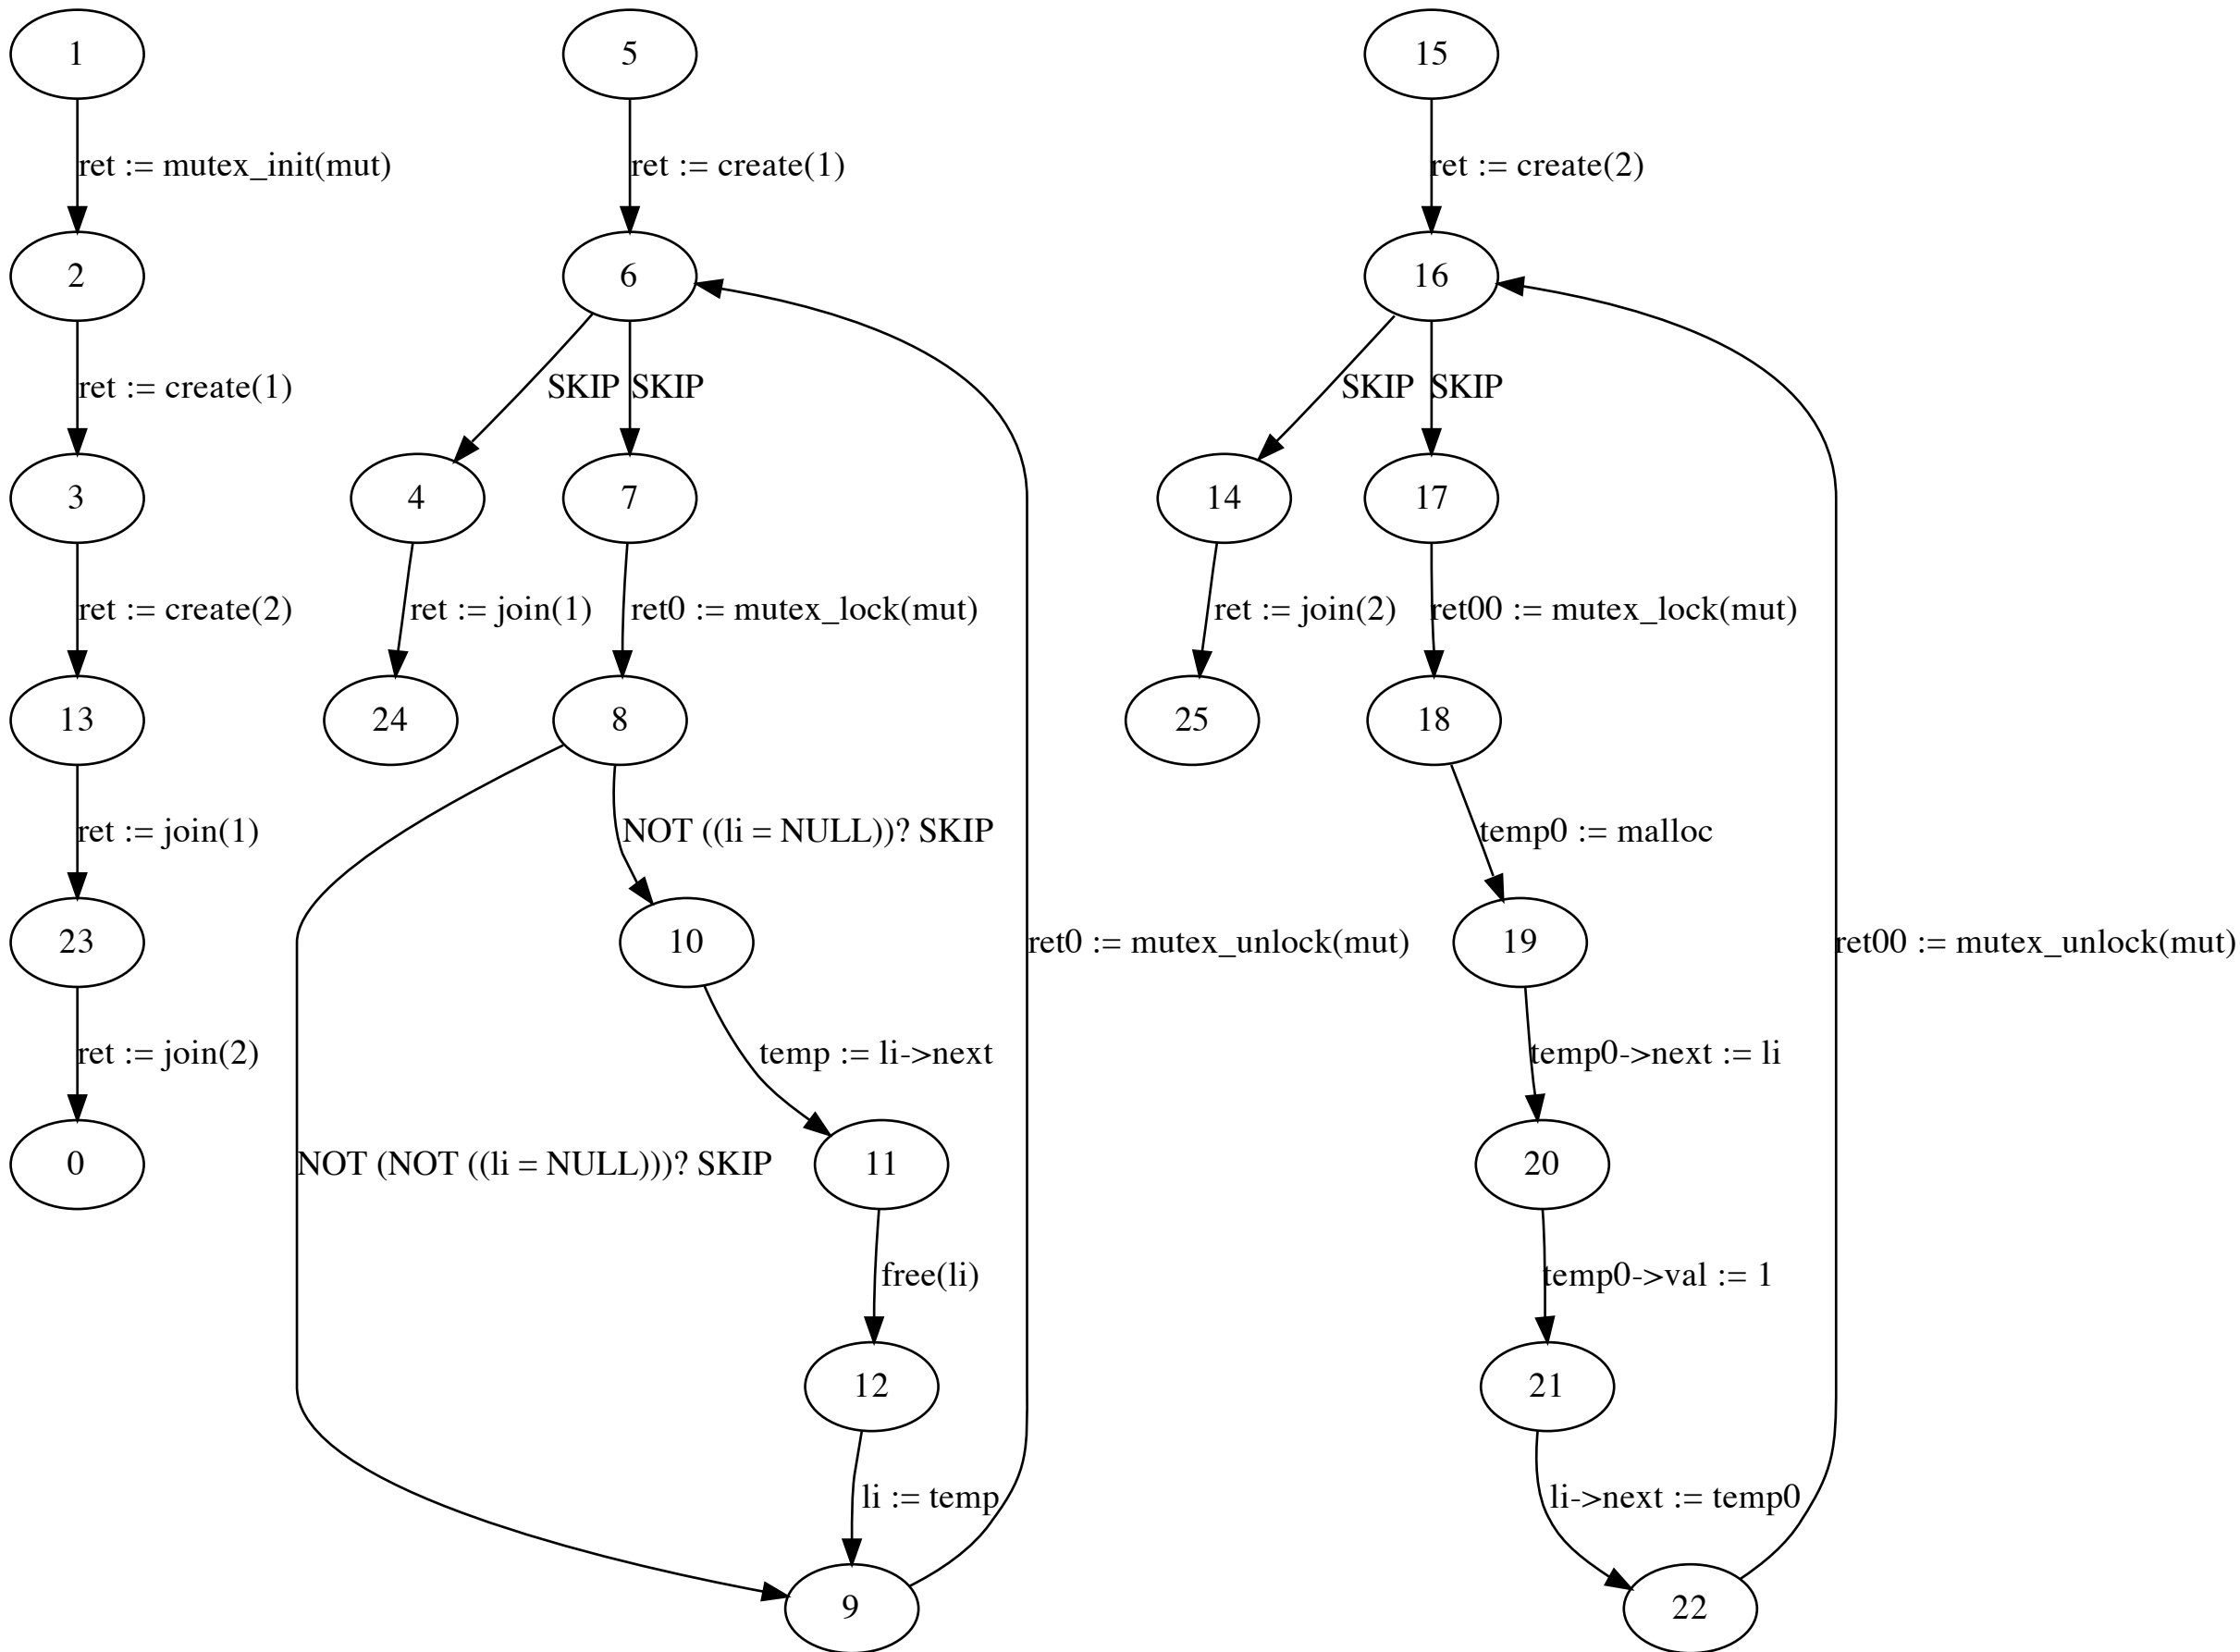 1
5
15
ret := mutex_init(mut)
ret := create(1)
ret := create(2)
2
6
16
ret := create(1)
SKIP
SKIP
SKIP
SKIP
3
4
7
14
17
ret := create(2)
ret := join(1)
ret0 := mutex_lock(mut)
ret := join(2)
ret00 := mutex_lock(mut)
13
24
8
25
18
ret := join(1)
NOT ((li = NULL))? SKIP
temp0 := malloc
23
10
ret0 := mutex_unlock(mut)
19
ret00 := mutex_unlock(mut)
ret := join(2)
temp := li->next
temp0->next := li
0
NOT (NOT ((li = NULL)))? SKIP
11
20
free(li)
temp0->val := 1
12
21
li := temp
li->next := temp0
9
22